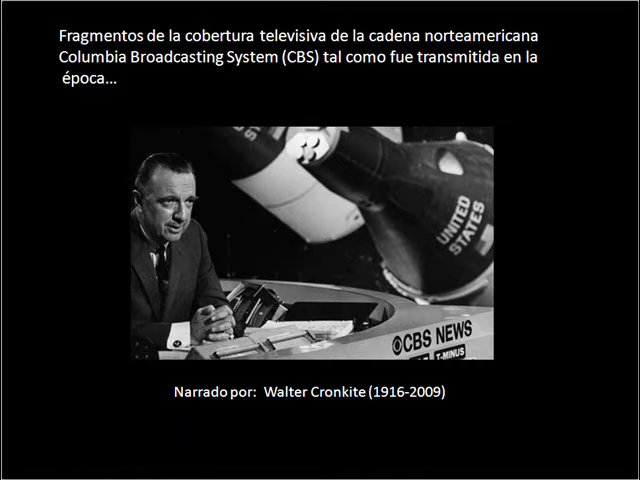 Fragmentos de la cobertura televisiva de la cadena norteamericana
Columbia Broadcasting System (CBS) tal como fue transmitida en la
época...
UNITED
STATES
CBS NEWS
T-MINUS
Narrado por:  Walter Cronkite (1916-2009)